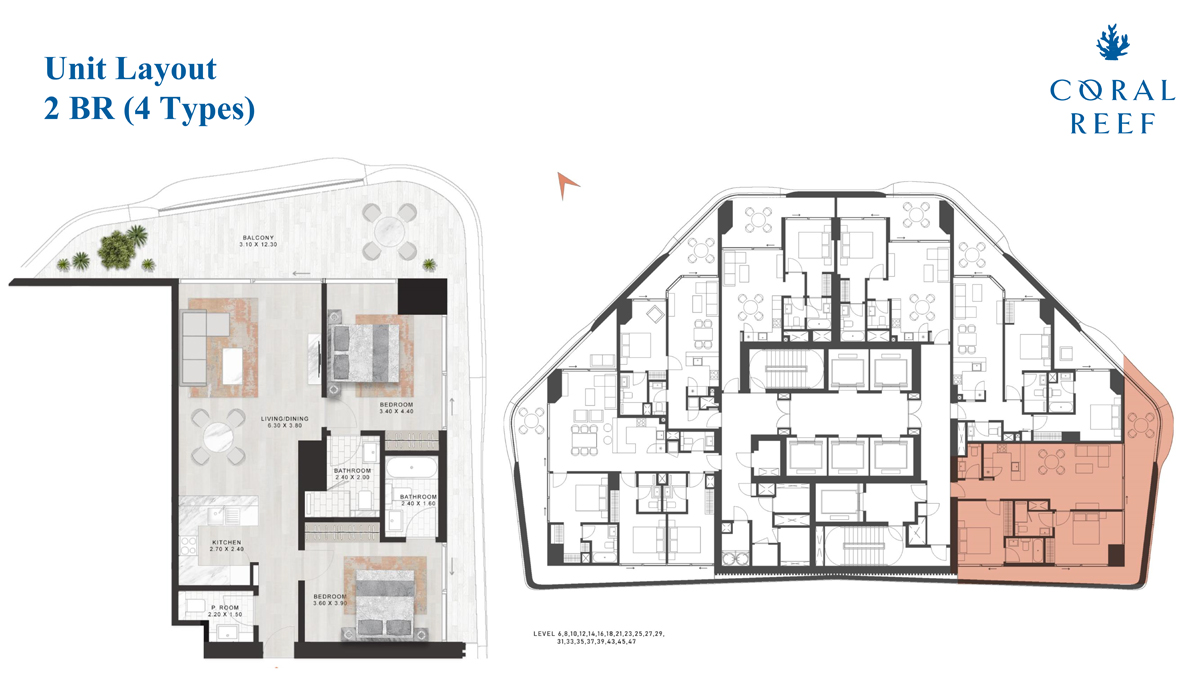 Unit Layout
2 BR (4 Types)
CORAL
REEF
BALCONY
3.10 X 12.30
BEDROOM
3.40 X 4.40
LIVING/DINING
6.30 X 3.80
BATHROOM
2.40 X 2.00
BATHROOM
2.40 X 1.60
KITCHEN
2.70 X 2.40
BEDROOM
3.60 X 3.90
P.ROOM
2.20 X 1.50
LEVEL 6,8,10,12,14,16,18,21,23,25,27,29,
31,33,35,37,39,43,45,47